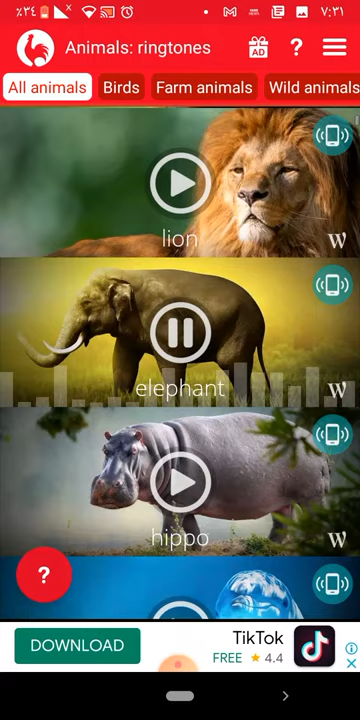 ٪٣٤ ٧:٣١
Animals: ringtones AD ?
All animals Birds Farm animals Wild animals
lion W
elephant W
hippo W
?
DOWNLOAD TikTok
FREE ★ 4.4